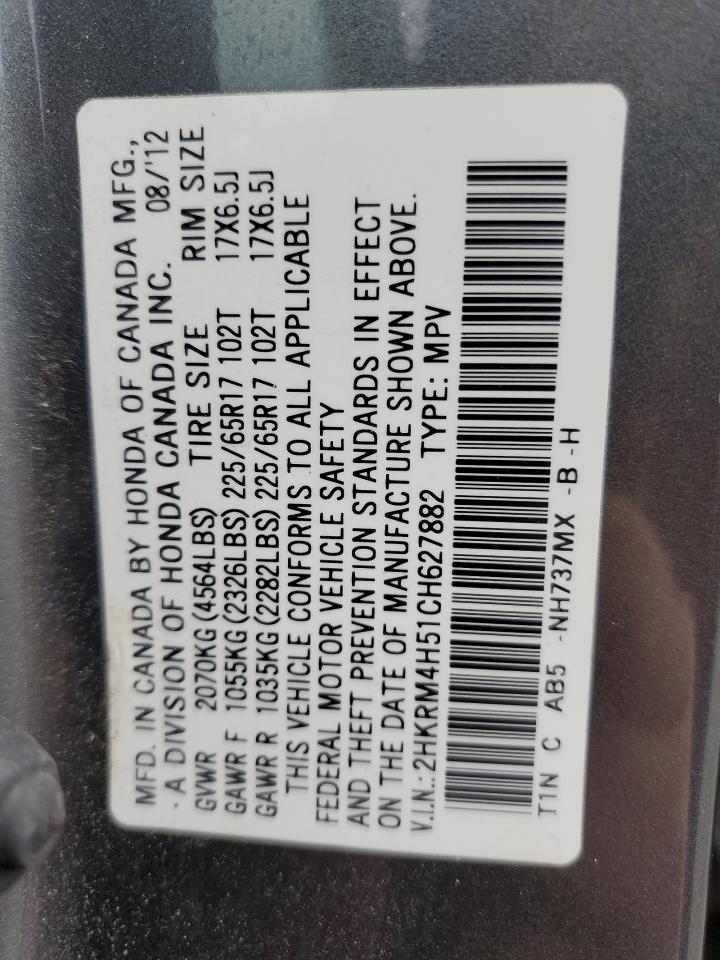 MFD. IN CANADA BY HONDA OF CANADA MFG.,
- A DIVISION OF HONDA CANADA INC. 08/'12
GVWR 2070KG(4564LBS) TIRE SIZE RIM SIZE
GAWR F 1055KG(2326LBS) 225/65R17 102T 17X6.5J
GAWR R 1035KG(2282LBS) 225/65R17 102T 17X6.5J
THIS VEHICLE CONFORMS TO ALL APPLICABLE
FEDERAL MOTOR VEHICLE SAFETY
AND THEFT PREVENTION STANDARDS IN EFFECT
ON THE DATE OF MANUFACTURE SHOWN ABOVE.
V.I.N.:2HKRM4H51CH627882 TYPE: MPV
T1N C AB5 -NH737MX -B -H